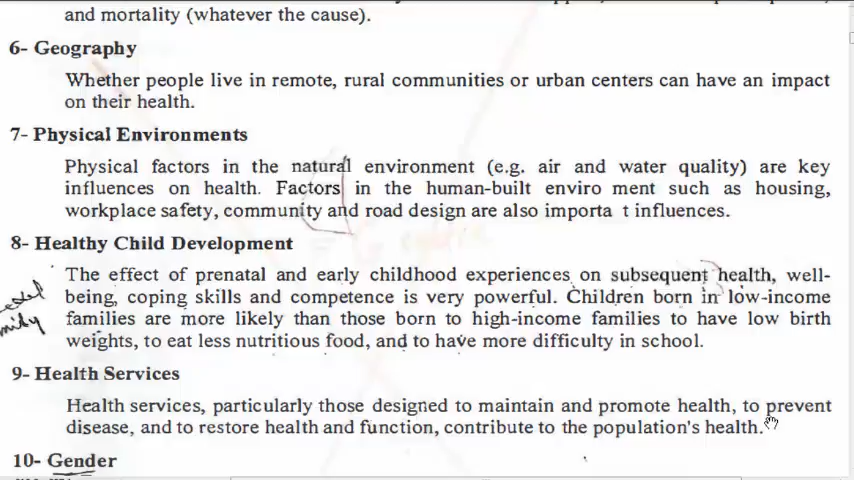 and mortality (whatever the cause).
6- Geography
Whether people live in remote, rural communities or urban centers can have an impact
on their health.
7- Physical Environments
Physical factors in the natural environment (e.g. air and water quality) are key
influences on health. Factors in the human-built enviro ment such as housing,
workplace safety, community and road design are also importa t influences.
8- Healthy Child Development
The effect of prenatal and early childhood experiences on subsequent health, well-
being, coping skills and competence is very powerful. Children born in low-income
families are more likely than those born to high-income families to have low birth
weights, to eat less nutritious food, and to have more difficulty in school.
9- Health Services
Health services, particularly those designed to maintain and promote health, to prevent
disease, and to restore health and function, contribute to the population's health.
10- Gender